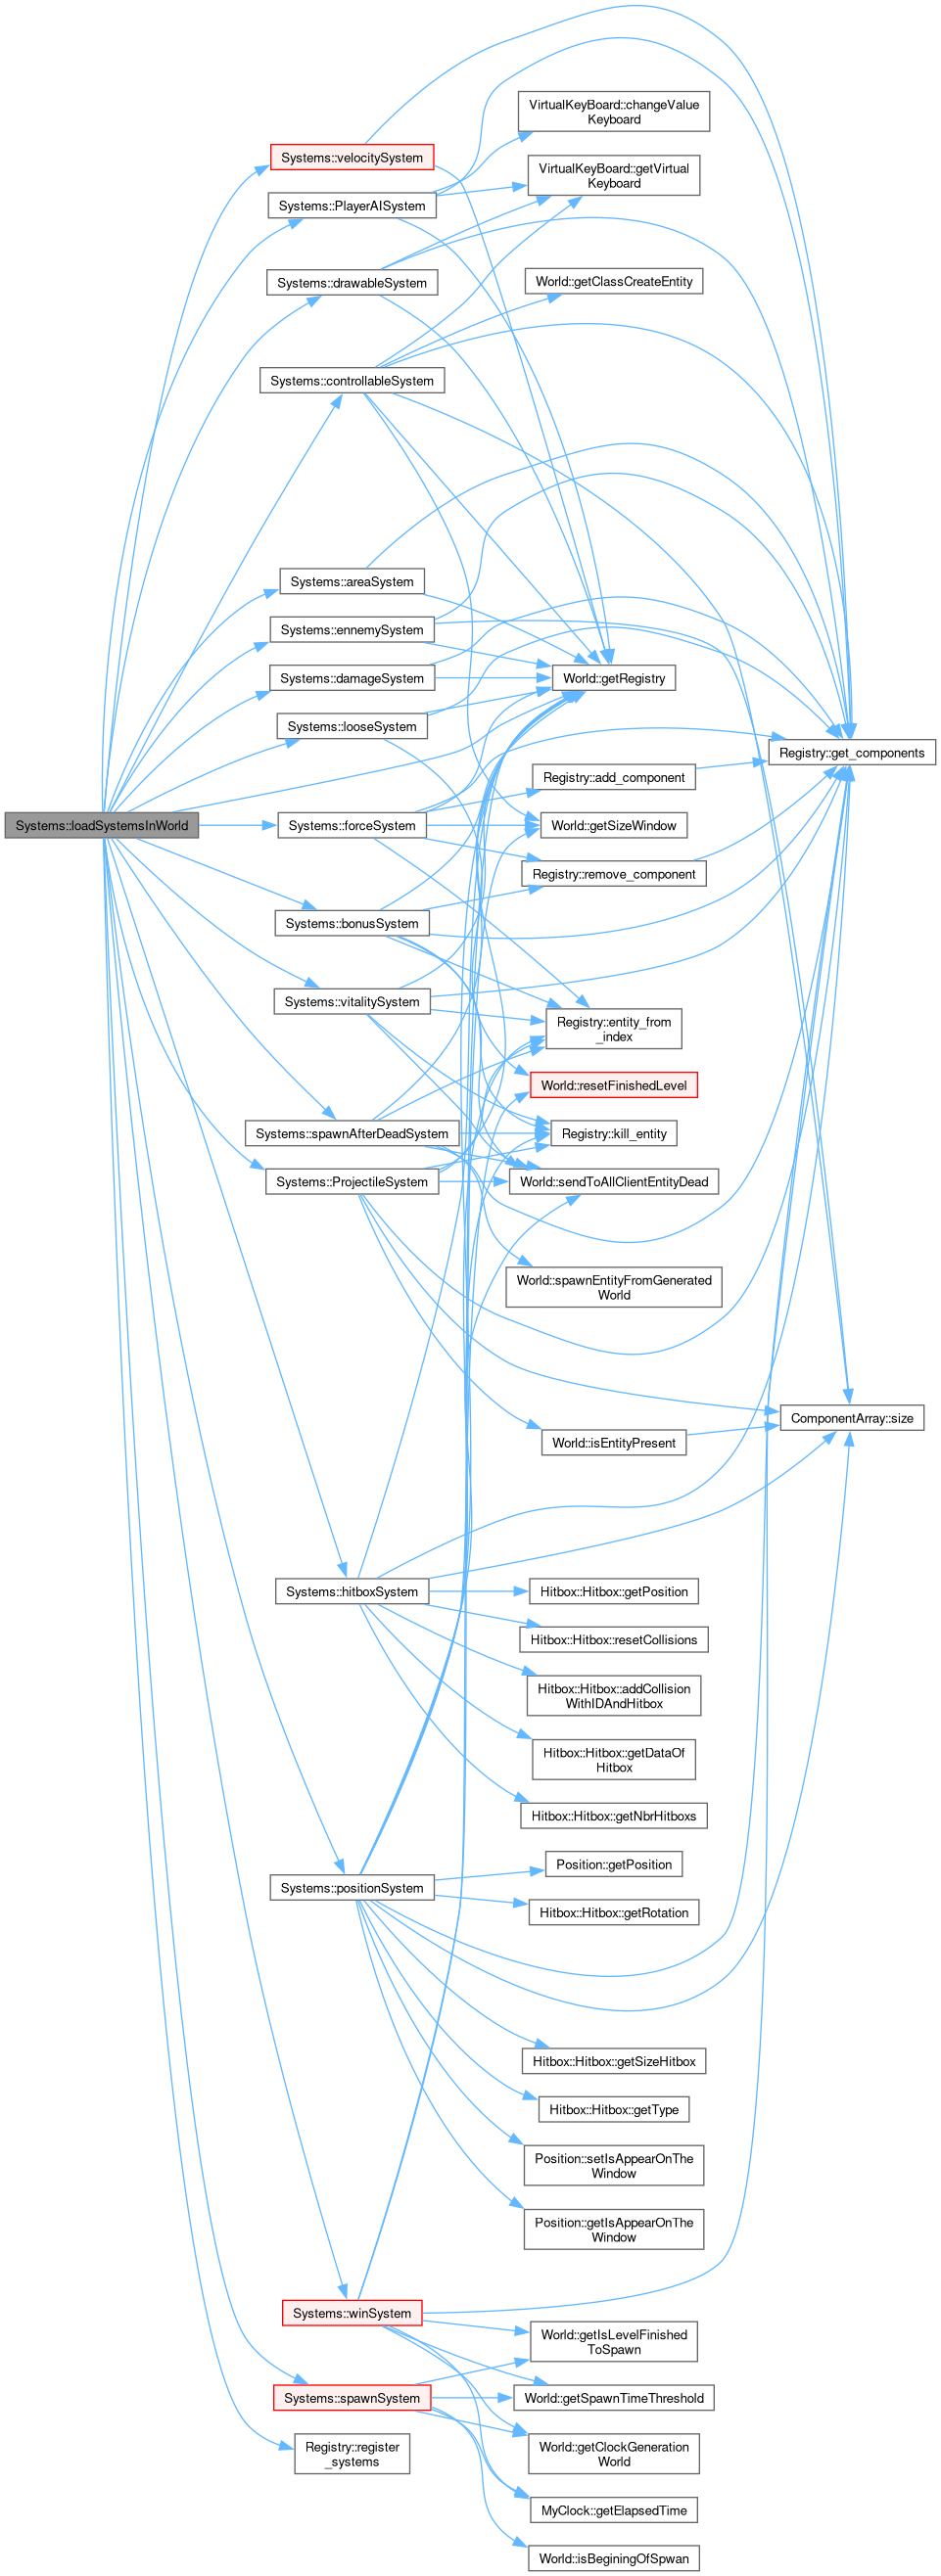 Systems::loadSystemsInWorld
Systems::velocitySystem
Systems::PlayerAISystem
Systems::drawableSystem
Systems::controllableSystem
Systems::areaSystem
Systems::ennemySystem
Systems::damageSystem
Systems::looseSystem
Systems::forceSystem
Systems::bonusSystem
Systems::vitalitySystem
Systems::spawnAfterDeadSystem
Systems::ProjectileSystem
Systems::hitboxSystem
Systems::positionSystem
Systems::winSystem
Systems::spawnSystem
Registry::register
_systems
VirtualKeyBoard::changeValue
Keyboard
VirtualKeyBoard::getVirtual
Keyboard
World::getClassCreateEntity
World::getRegistry
Registry::add_component
World::getSizeWindow
Registry::remove_component
Registry::entity_from
_index
World::resetFinishedLevel
Registry::kill_entity
World::sendToAllClientEntityDead
World::spawnEntityFromGenerated
World
World::isEntityPresent
Hitbox::Hitbox::getPosition
Hitbox::Hitbox::resetCollisions
Hitbox::Hitbox::addCollision
WithIDAndHitbox
Hitbox::Hitbox::getDataOf
Hitbox
Hitbox::Hitbox::getNbrHitboxs
Position::getPosition
Hitbox::Hitbox::getRotation
Hitbox::Hitbox::getSizeHitbox
Hitbox::Hitbox::getType
Position::setIsAppearOnThe
Window
Position::getIsAppearOnThe
Window
World::getIsLevelFinished
ToSpawn
World::getSpawnTimeThreshold
World::getClockGeneration
World
MyClock::getElapsedTime
World::isBeginingOfSpwan
Registry::get_components
ComponentArray::size